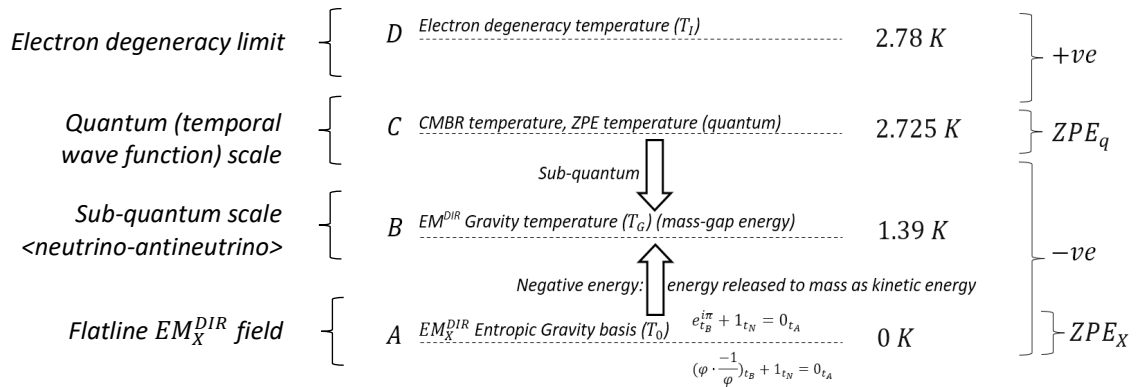 Electron degeneracy limit
D Electron degeneracy temperature (T_I) 2.78 K
+ve
Quantum (temporal
wave function) scale
C CMBR temperature, ZPE temperature (quantum) 2.725 K
ZPE_q
Sub-quantum
Sub-quantum scale
<neutrino-antineutrino>
B EM^DIR Gravity temperature (T_G) (mass-gap energy) 1.39 K
−ve
Negative energy: energy released to mass as kinetic energy
Flatline EM_X^DIR field
A EM_X^DIR Entropic Gravity basis (T_0) e_{t_B}^{iπ} + 1_{t_N} = 0_{t_A} 0 K
ZPE_X
(φ · −1/φ)_{t_B} + 1_{t_N} = 0_{t_A}